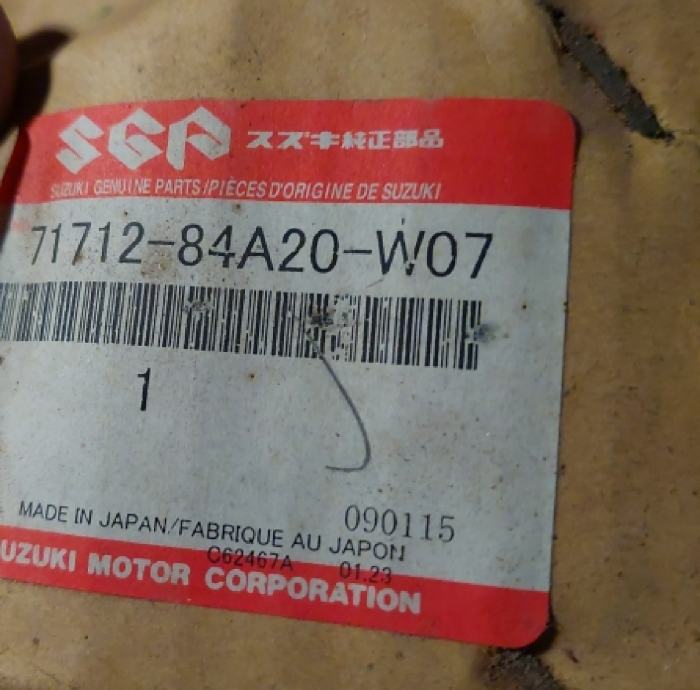 SGP スズキ純正部品
SUZUKI GENUINE PARTS/PIÈCES D'ORIGINE DE SUZUKI
71712-84A20-W07
1
090115
MADE IN JAPAN/FABRIQUE AU JAPON
C62467A 01.23
UZUKI MOTOR CORPORATION